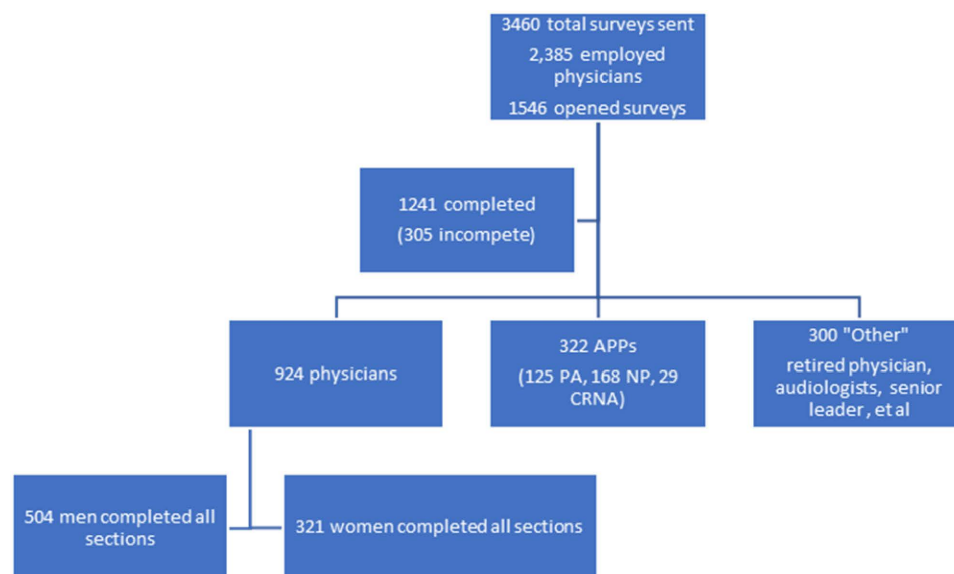 3460 total surveys sent
2,385 employed
physicians
1546 opened surveys
1241 completed
(305 incompete)
924 physicians
322 APPs
(125 PA, 168 NP, 29
CRNA)
300 "Other"
retired physician,
audiologists, senior
leader , et al
504 men completed all
sections
321 women completed all sections